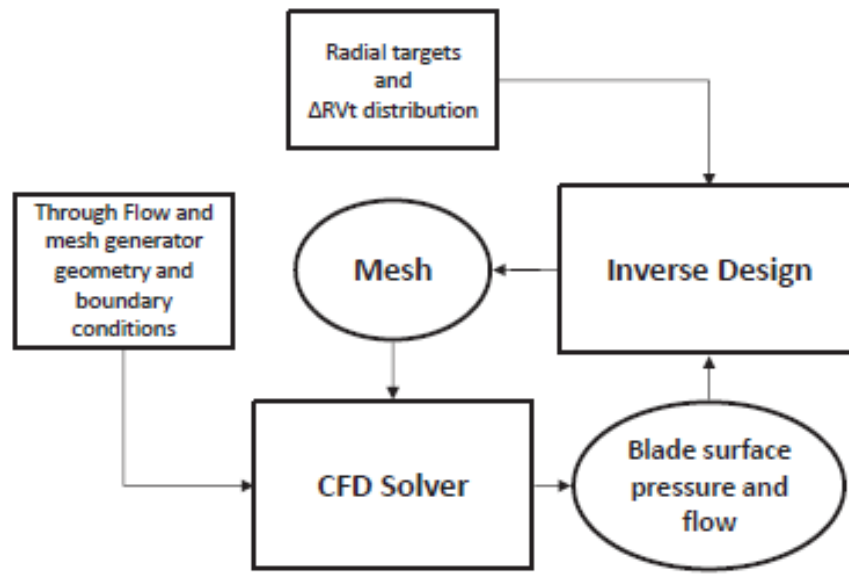 Radial targets
and
ΔRVt distribution
Through Flow and
mesh generator
geometry and
boundary
conditions
Mesh
Inverse Design
CFD Solver
Blade surface
pressure and
flow